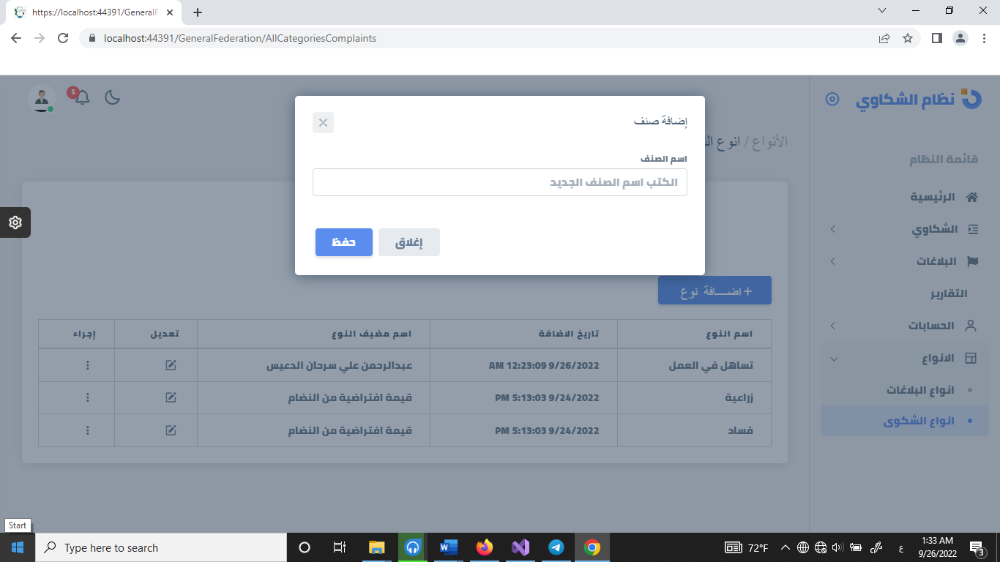 https://localhost:44391/GeneralF
localhost:44391/GeneralFederation/AllCategoriesComplaints
نظام الشكاوي
5
الأنواع / انوع
قائمة النظام
الرئيسية
الشكاوي
البلاغات
التقارير
الحسابات
الانواع
انواع البلاغات
انواع الشكوى
إضافة صنف
اسم الصنف
الكتب اسم الصنف الجديد
إغلاق
حفظ
+ اضـــافة نوع
اسم النوع تاريخ الاضافة اسم مضيف النوع تعديل إجراء
تساهل في العمل 9/26/2022 12:23:09 AM عبدالرحمن علي سرحان الدعيس
زراعية 9/24/2022 5:13:03 PM قيمة افتراضية من النضام
فساد 9/24/2022 5:13:03 PM قيمة افتراضية من النضام
Start
Type here to search
72°F
ع
1:33 AM
9/26/2022
3